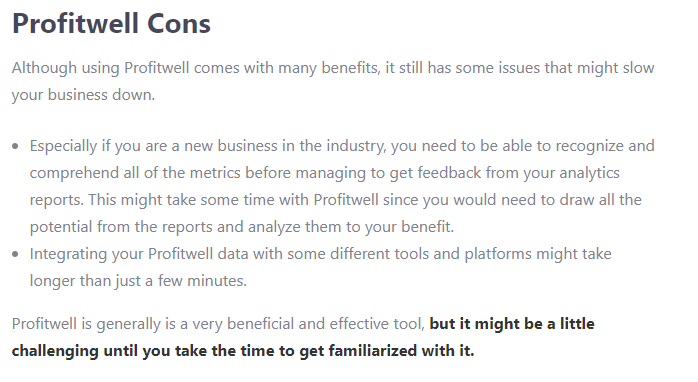 Profitwell Cons
Although using Profitwell comes with many benefits, it still has some issues that might slow
your business down.
Especially if you are a new business in the industry, you need to be able to recognize and
comprehend all of the metrics before managing to get feedback from your analytics
reports. This might take some time with Profitwell since you would need to draw all the
potential from the reports and analyze them to your benefit.
Integrating your Profitwell data with some different tools and platforms might take
longer than just a few minutes.
Profitwell is generally is a very beneficial and effective tool, but it might be a little
challenging until you take the time to get familiarized with it.